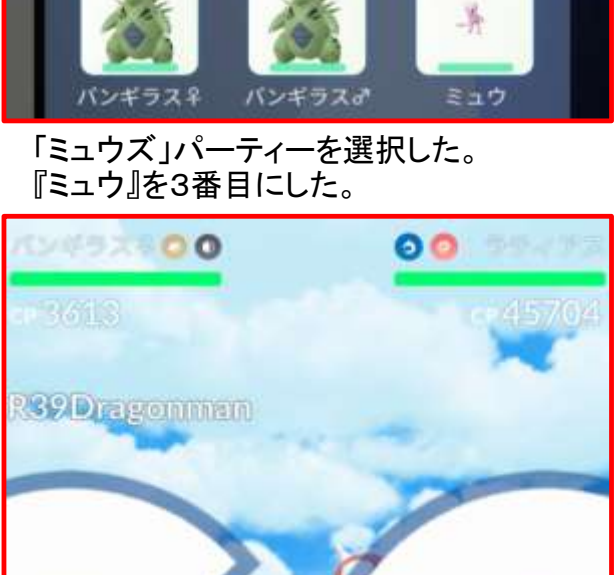 バンギラス♀ バンギラス♂ ミュウ
「ミュウズ」パーティーを選択した。
『ミュウ』を3番目にした。
バンギラス♀ ラティアス
CP3613 CP45704
R39Dragonman